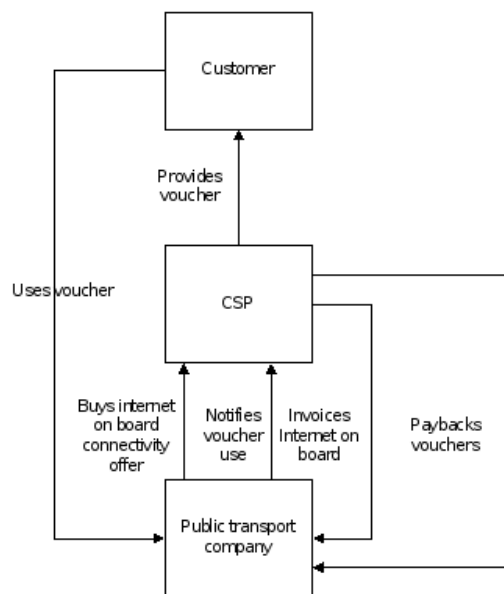 Customer
Provides
voucher
Uses voucher
CSP
Buys internet
on board
connectivity
offer
Notifies
voucher
use
Invoices
Internet on
board
Paybacks
vouchers
Public transport
company